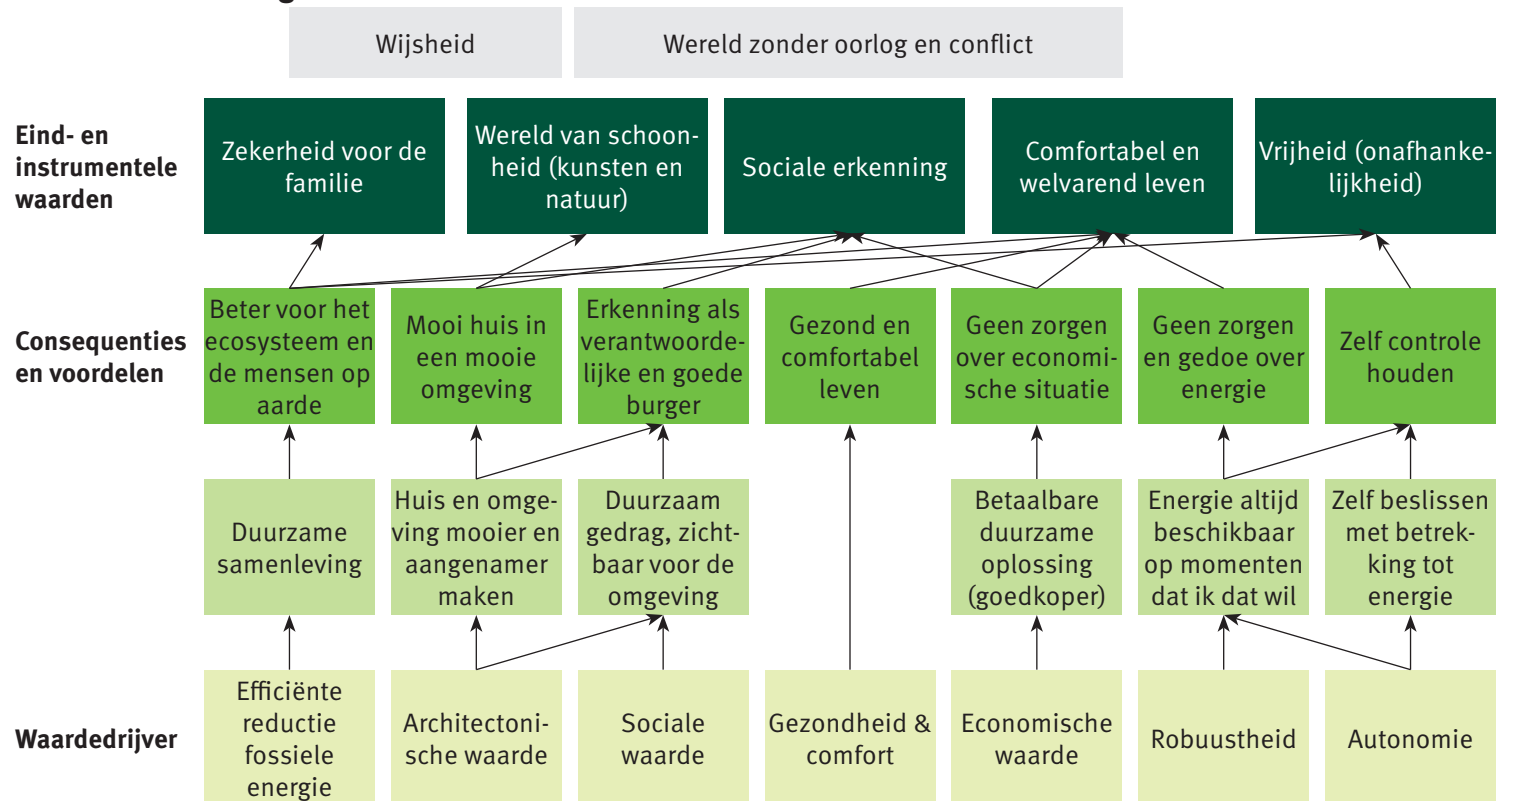 Wijsheid
Wereld zonder oorlog en conflict
Eind- en
instrumentele
waarden
Zekerheid voor de
familie
Wereld van schoon-
heid (kunsten en
natuur)
Sociale erkenning
Comfortabel en
welvarend leven
Vrijheid (onafhanke-
lijkheid)
Consequenties
en voordelen
Beter voor het
ecosysteem en
de mensen op
aarde
Mooi huis in
een mooie
omgeving
Erkenning als
verantwoorde-
lijke en goede
burger
Gezond en
comfortabel
leven
Geen zorgen
over economi-
sche situatie
Geen zorgen
en gedoe over
energie
Zelf controle
houden
Duurzame
samenleving
Huis en omge-
ving mooier en
aangenamer
maken
Duurzaam
gedrag, zicht-
baar voor de
omgeving
Betaalbare
duurzame
oplossing
(goedkoper)
Energie altijd
beschikbaar
op momenten
dat ik dat wil
Zelf beslissen
met betrek-
king tot
energie
Waardedrijver
Efficiënte
reductie
fossiele
energie
Architectoni-
sche waarde
Sociale
waarde
Gezondheid &
comfort
Economische
waarde
Robuustheid
Autonomie